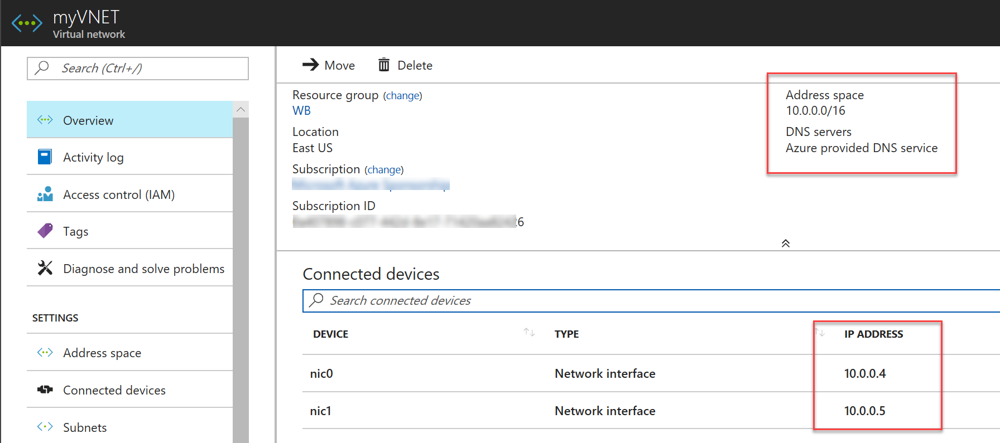 myVNET
Virtual network
Search (Ctrl+/)
Overview
Activity log
Access control (IAM)
Tags
Diagnose and solve problems
SETTINGS
Address space
Connected devices
Subnets
Move
Delete
Resource group (change)
WB
Location
East US
Subscription (change)
Subscription ID
Address space
10.0.0.0/16
DNS servers
Azure provided DNS service
Connected devices
Search connected devices
DEVICE TYPE IP ADDRESS
nic0 Network interface 10.0.0.4
nic1 Network interface 10.0.0.5